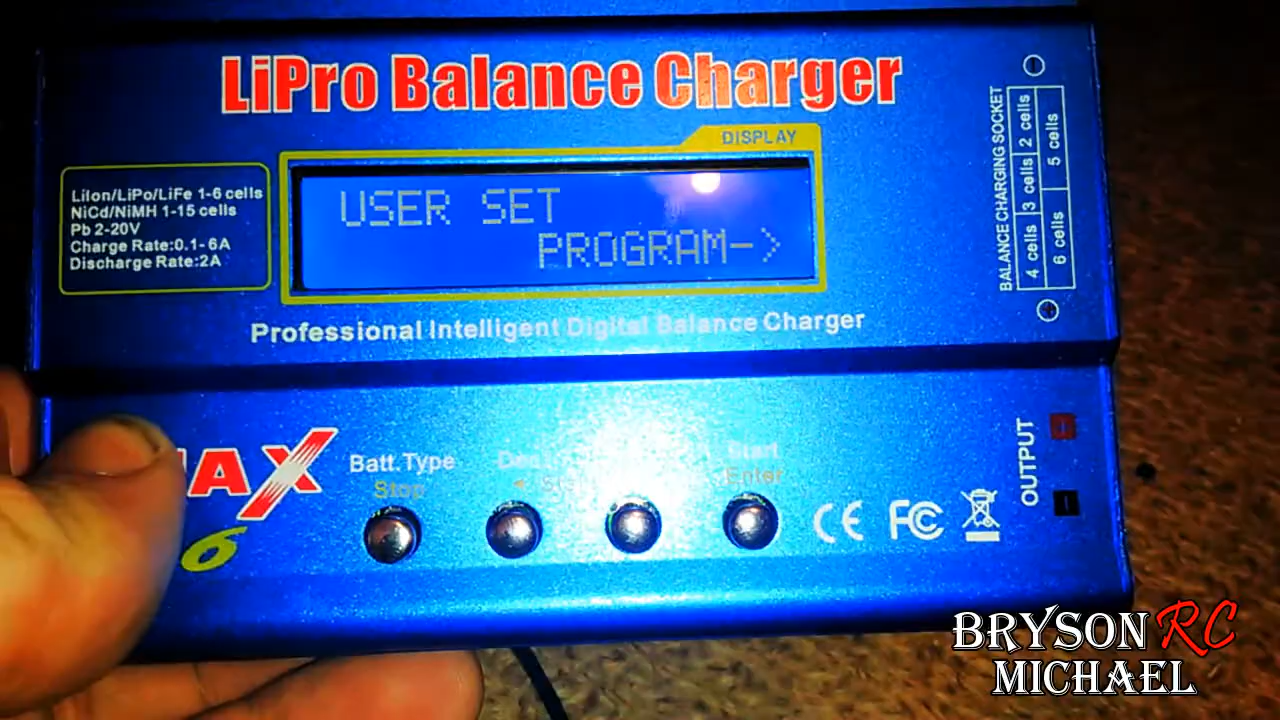 LiPro Balance Charger
DISPLAY
USER SET
PROGRAM->
LiIon/LiPo/LiFe 1-6 cells
NiCd/NiMH 1-15 cells
Pb 2-20V
Charge Rate:0.1-6A
Discharge Rate:2A
BALANCE CHARGING SOCKET
4 cells 3 cells 2 cells
6 cells 5 cells
Professional Intelligent Digital Balance Charger
AX
6
Batt.Type
Stop
Start
Enter
CE FC
OUTPUT
BRYSON RC
MICHAEL